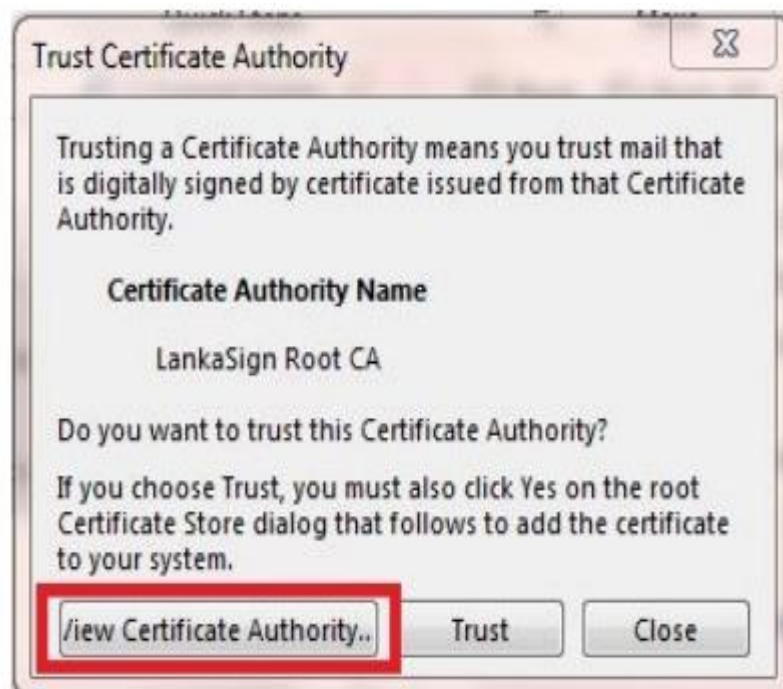 Trust Certificate Authority
Trusting a Certificate Authority means you trust mail that
is digitally signed by certificate issued from that Certificate
Authority.
Certificate Authority Name
LankaSign Root CA
Do you want to trust this Certificate Authority?
If you choose Trust, you must also click Yes on the root
Certificate Store dialog that follows to add the certificate
to your system.
/iew Certificate Authority.. Trust Close